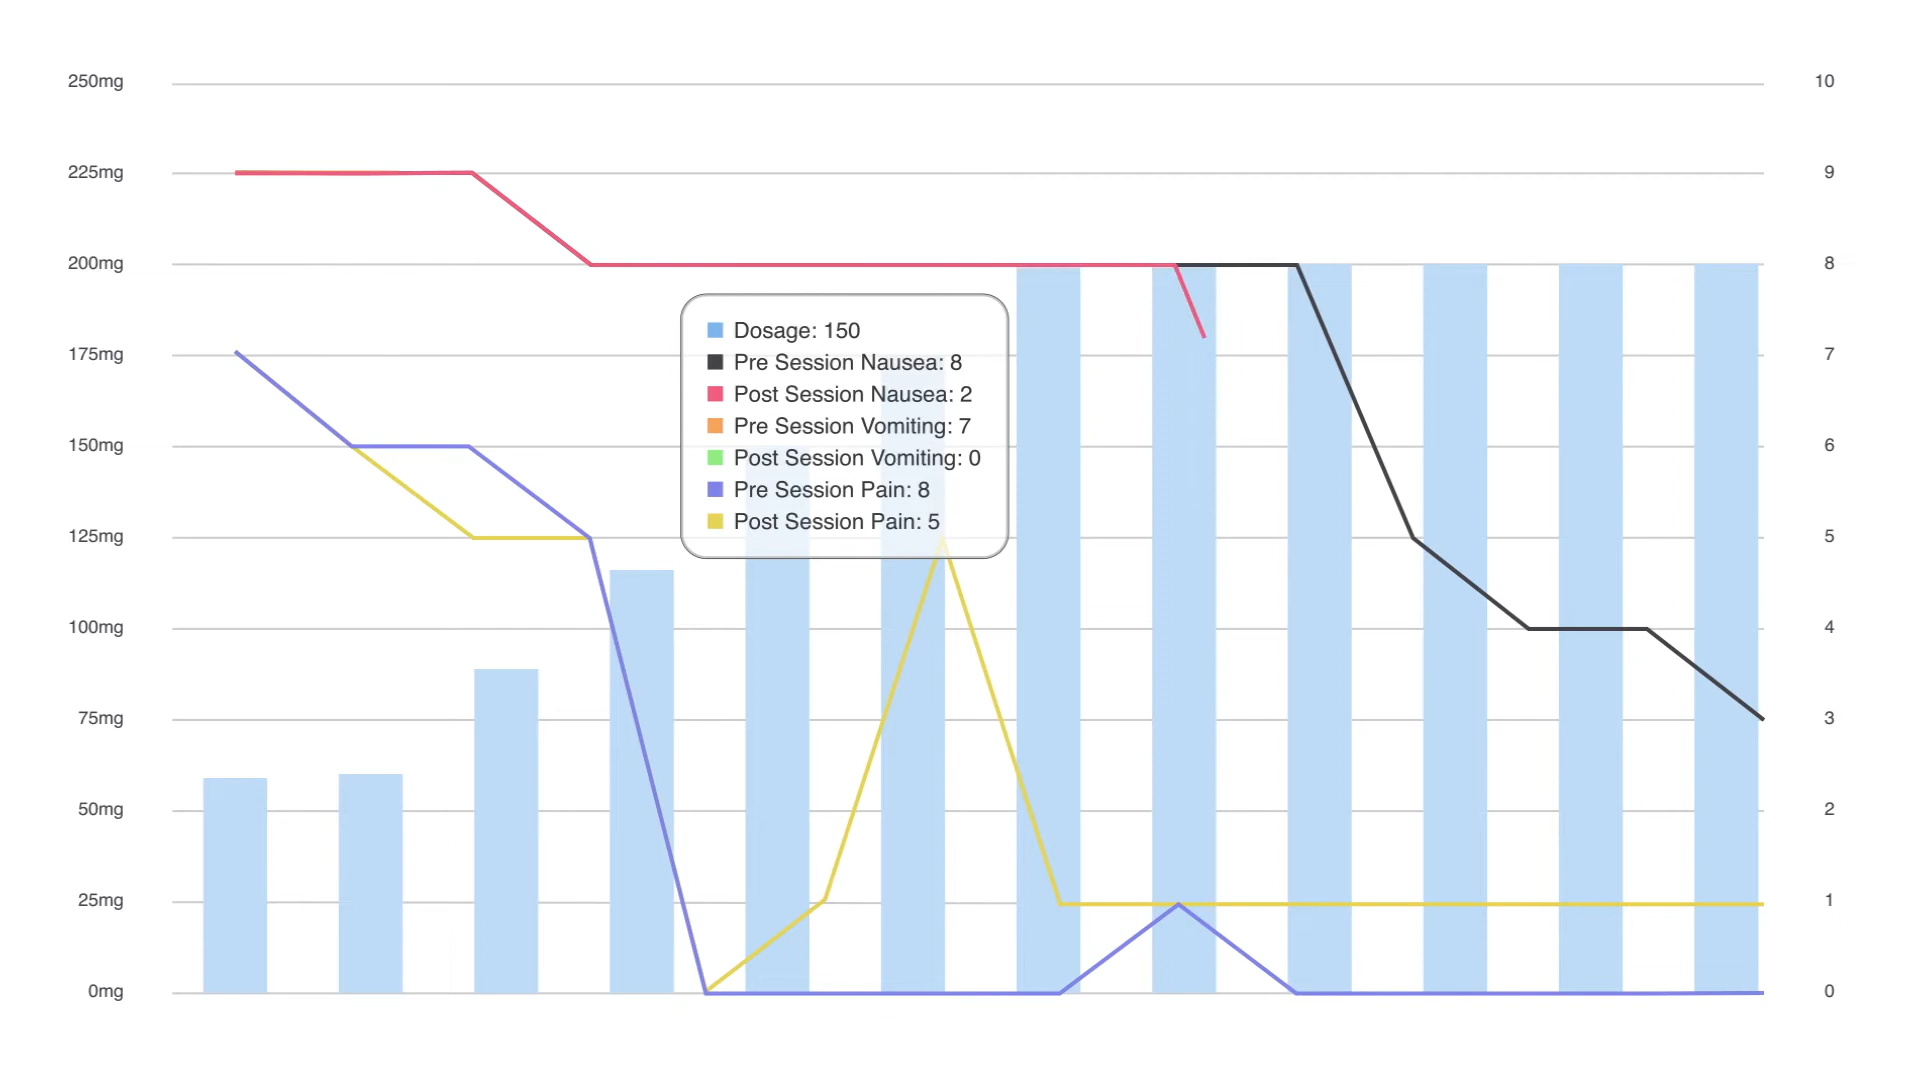 250mg
225mg
200mg
175mg
150mg
125mg
100mg
75mg
50mg
25mg
0mg
Dosage: 150
Pre Session Nausea: 8
Post Session Nausea: 2
Pre Session Vomiting: 7
Post Session Vomiting: 0
Pre Session Pain: 8
Post Session Pain: 5
10
9
8
7
6
5
4
3
2
1
0